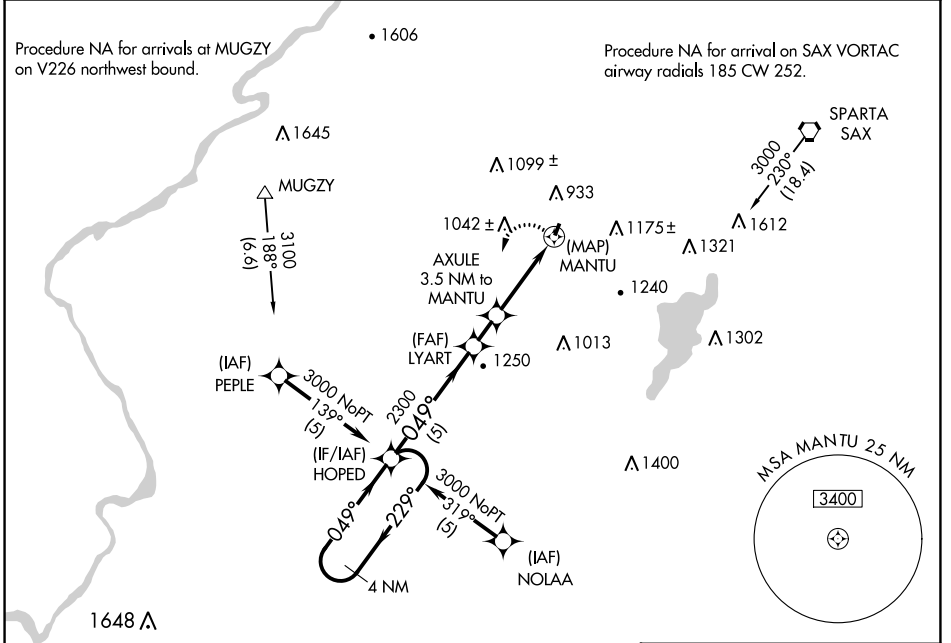 Procedure NA for arrivals at MUGZY
on V226 northwest bound.
1606
Procedure NA for arrival on SAX VORTAC
airway radials 185 CW 252.
SPARTA
SAX
3000
230°
(18.4)
1645
1099 ±
933
MUGZY
3100
188°
(6.6)
1042 ±
1175 ±
1612
1321
(MAP)
MANTU
AXULE
3.5 NM to
MANTU
1240
(FAF)
LYART
1013
1302
1250
(IAF)
PEPLE
3000 NoPT
139°
(5)
2300
049°
(5)
(IF/IAF)
HOPED
1400
MSA MANTU 25 NM
3400
3000 NoPT
319°
(5)
049°
229°
(IAF)
NOLAA
4 NM
1648